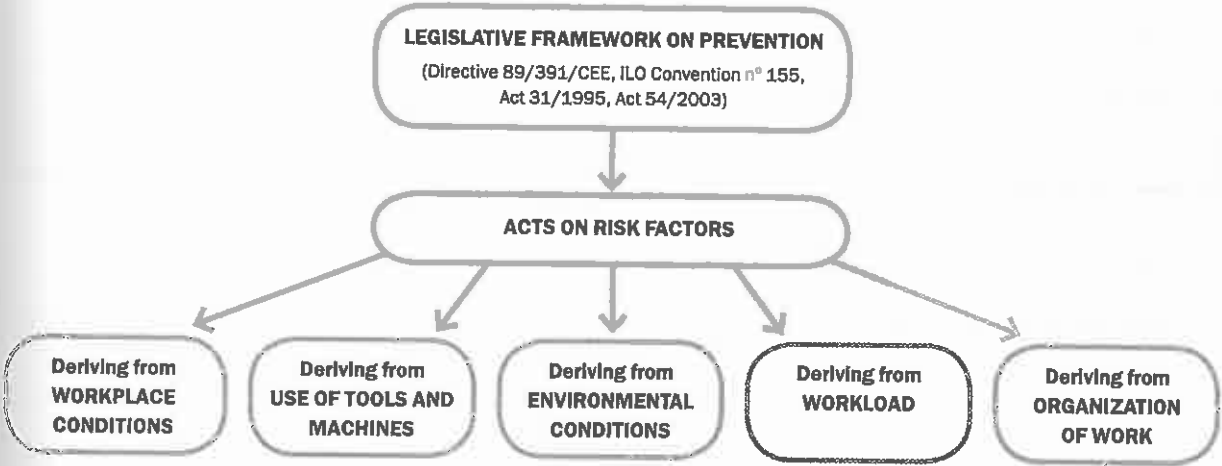 LEGISLATIVE FRAMEWORK ON PREVENTION
(Directive 89/391/CEE, ILO Convention nº 155,
Act 31/1995, Act 54/2003)
ACTS ON RISK FACTORS
Deriving from
WORKPLACE
CONDITIONS
Deriving from
USE OF TOOLS AND
MACHINES
Deriving from
ENVIRONMENTAL
CONDITIONS
Deriving from
WORKLOAD
Deriving from
ORGANIZATION
OF WORK